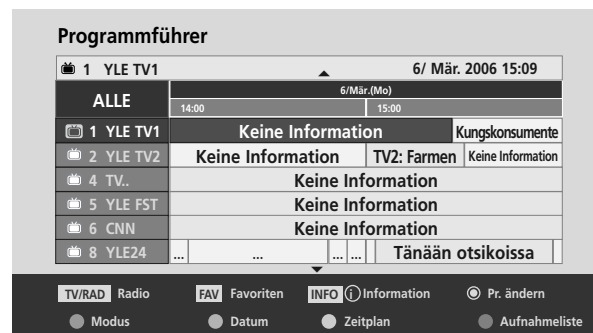 Programmführer
1 YLE TV1 6/ Mär. 2006 15:09
ALLE 6/Mär.(Mo)
14:00 15:00
1 YLE TV1 Keine Information Kungskonsumente
2 YLE TV2 Keine Information TV2: Farmen Keine Information
4 TV.. Keine Information
5 YLE FST Keine Information
6 CNN Keine Information
8 YLE24 ... ... ... ... Tänään otsikoissa
TV/RAD Radio FAV Favoriten INFO i Information Pr. ändern
Modus Datum Zeitplan Aufnahmeliste